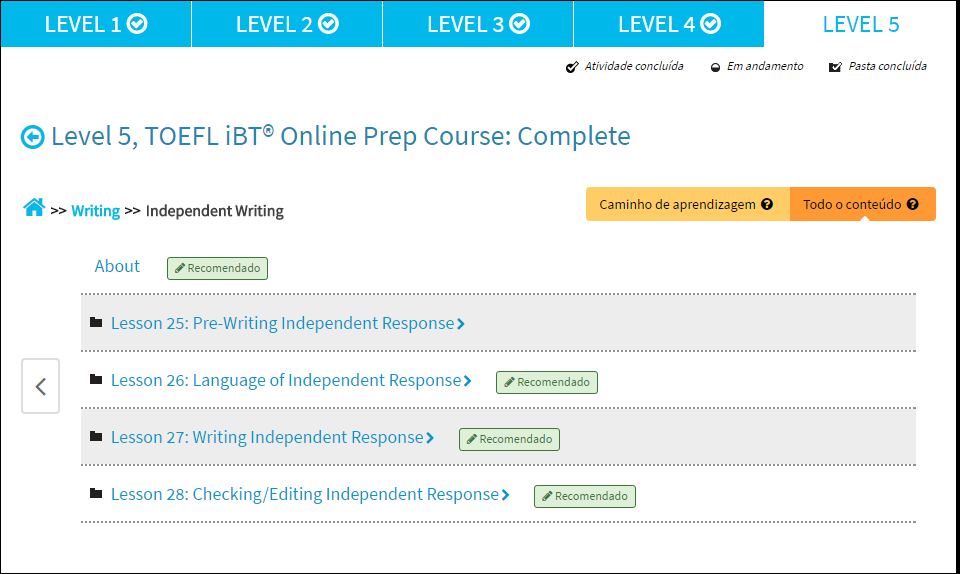 LEVEL 1 LEVEL 2 LEVEL 3 LEVEL 4 LEVEL 5
Atividade concluída Em andamento Pasta concluída
Level 5, TOEFL iBT® Online Prep Course: Complete
>> Writing >> Independent Writing
Caminho de aprendizagem Todo o conteúdo
About Recomendado
Lesson 25: Pre-Writing Independent Response
Lesson 26: Language of Independent Response Recomendado
Lesson 27: Writing Independent Response Recomendado
Lesson 28: Checking/Editing Independent Response Recomendado